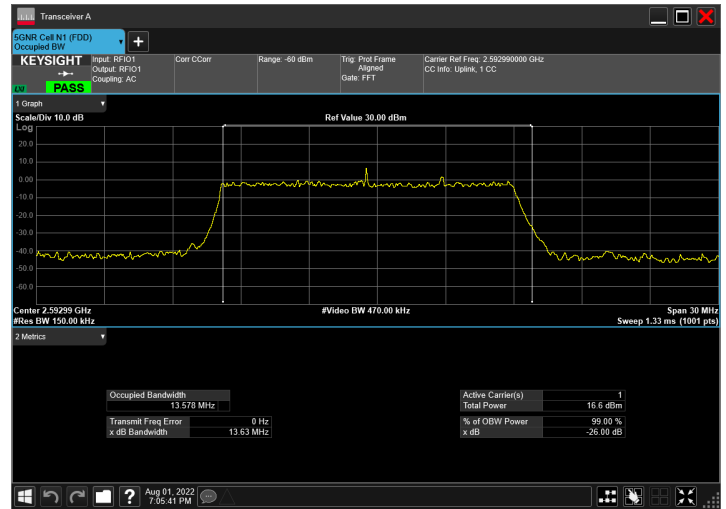 Transceiver A
5GNR Cell N1 (FDD)
Occupied BW
KEYSIGHT
PASS
Input: RFIO1
Output: RFIO1
Coupling: AC
Corr CCorr
Range: -60 dBm
Trig: Prot Frame
Aligned
Gate: FFT
Carrier Ref Freq: 2.592990000 GHz
CC Info: Uplink, 1 CC
1 Graph
Scale/Div 10.0 dB
Ref Value 30.00 dBm
Log
20.0
10.0
0.00
-10.0
-20.0
-30.0
-40.0
-50.0
-60.0
Center 2.59299 GHz
#Video BW 470.00 kHz
Span 30 MHz
#Res BW 150.00 kHz
Sweep 1.33 ms (1001 pts)
2 Metrics
Occupied Bandwidth
13.578 MHz
Transmit Freq Error 0 Hz
x dB Bandwidth 13.63 MHz
Active Carrier(s) 1
Total Power 16.6 dBm
% of OBW Power 99.00 %
x dB -26.00 dB
Aug 01, 2022
7:05:41 PM